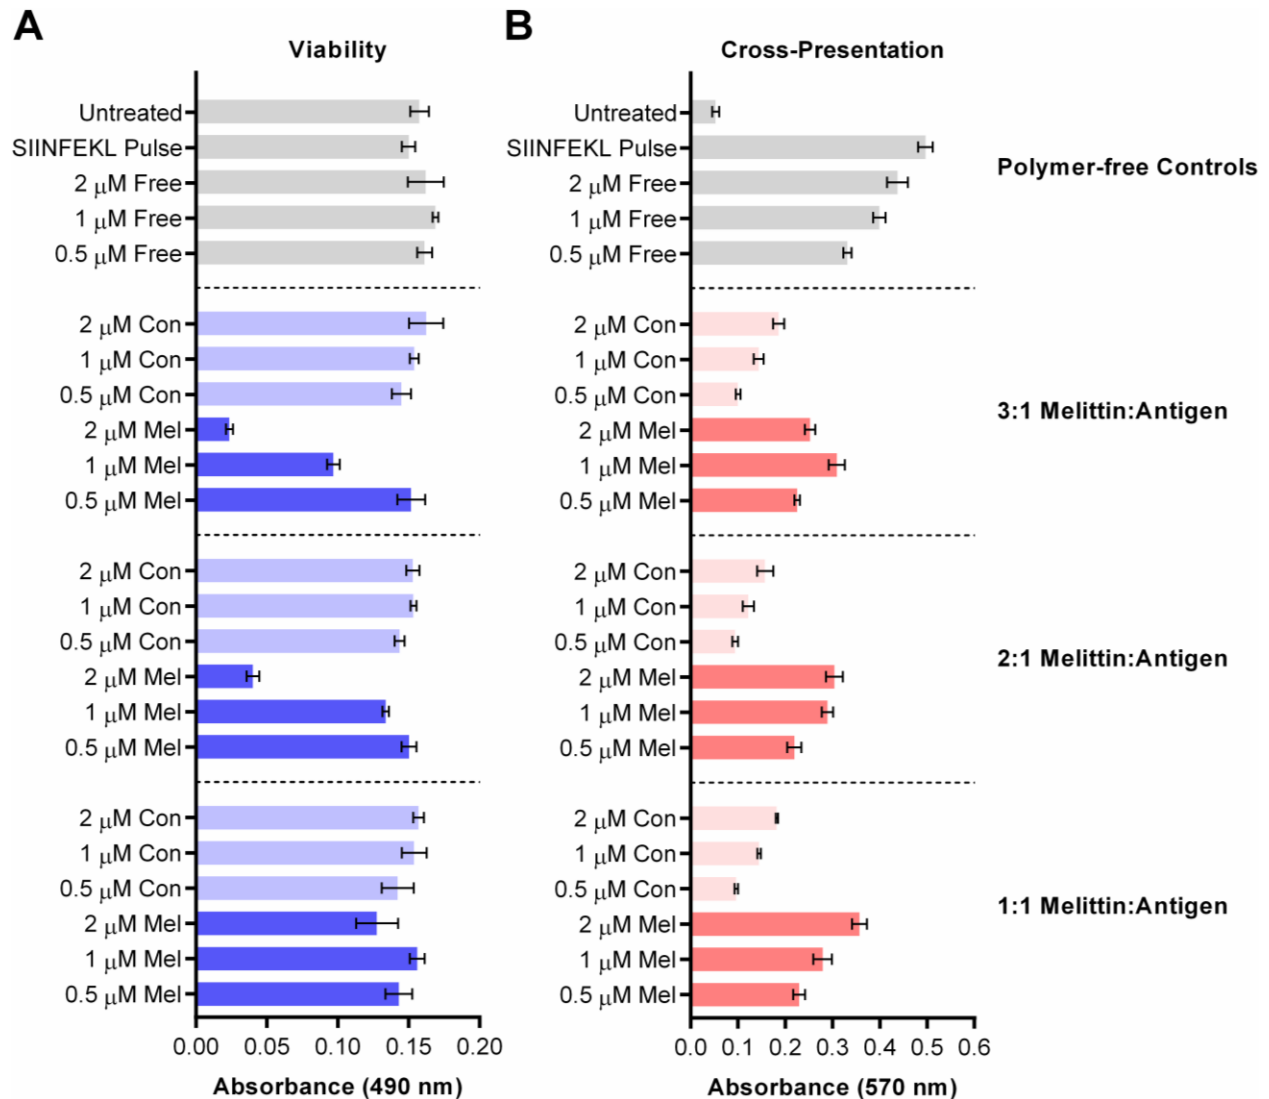 A
B
Viability
Cross-Presentation
Untreated
SIINFEKL Pulse
2 μM Free
1 μM Free
0.5 μM Free
2 μM Con
1 μM Con
0.5 μM Con
2 μM Mel
1 μM Mel
0.5 μM Mel
2 μM Con
1 μM Con
0.5 μM Con
2 μM Mel
1 μM Mel
0.5 μM Mel
2 μM Con
1 μM Con
0.5 μM Con
2 μM Mel
1 μM Mel
0.5 μM Mel
0.00 0.05 0.10 0.15 0.20
Absorbance (490 nm)
Untreated
SIINFEKL Pulse
2 μM Free
1 μM Free
0.5 μM Free
2 μM Con
1 μM Con
0.5 μM Con
2 μM Mel
1 μM Mel
0.5 μM Mel
2 μM Con
1 μM Con
0.5 μM Con
2 μM Mel
1 μM Mel
0.5 μM Mel
2 μM Con
1 μM Con
0.5 μM Con
2 μM Mel
1 μM Mel
0.5 μM Mel
0.0 0.1 0.2 0.3 0.4 0.5 0.6
Absorbance (570 nm)
Polymer-free Controls
3:1 Melittin:Antigen
2:1 Melittin:Antigen
1:1 Melittin:Antigen